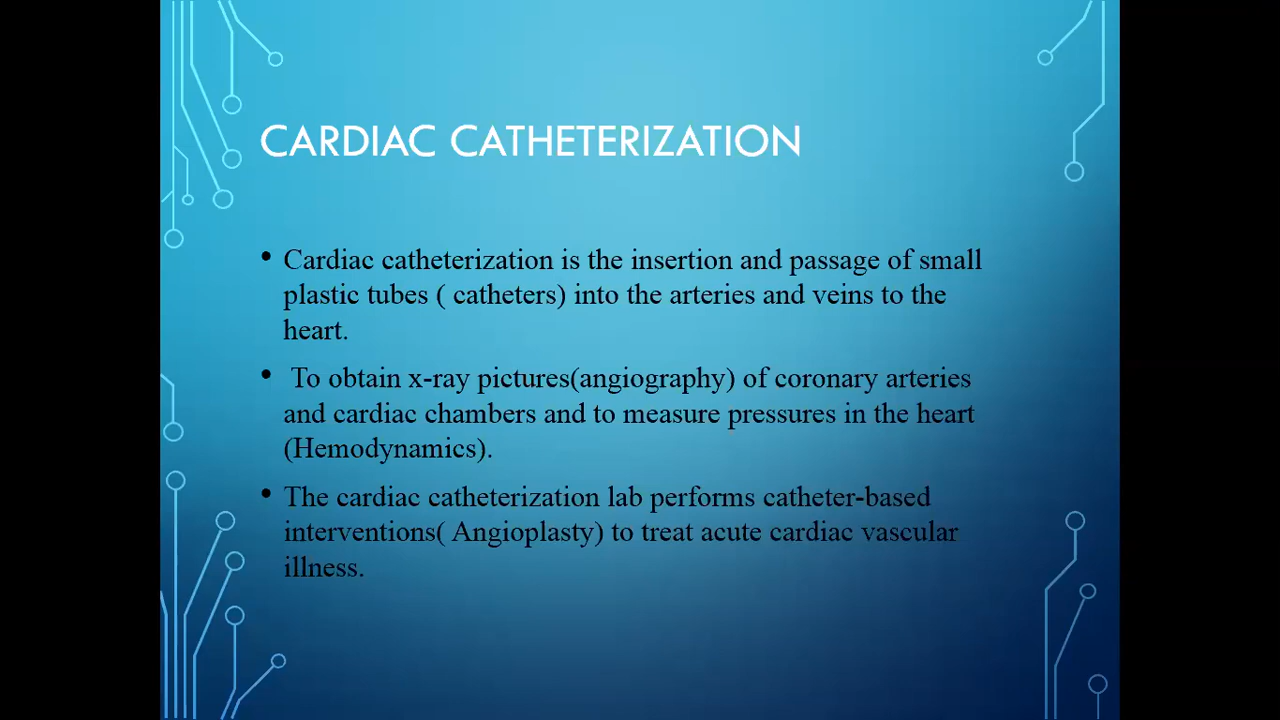 CARDIAC CATHETERIZATION
• Cardiac catheterization is the insertion and passage of small
plastic tubes ( catheters) into the arteries and veins to the
heart.
• To obtain x-ray pictures(angiography) of coronary arteries
and cardiac chambers and to measure pressures in the heart
(Hemodynamics).
• The cardiac catheterization lab performs catheter-based
interventions( Angioplasty) to treat acute cardiac vascular
illness.